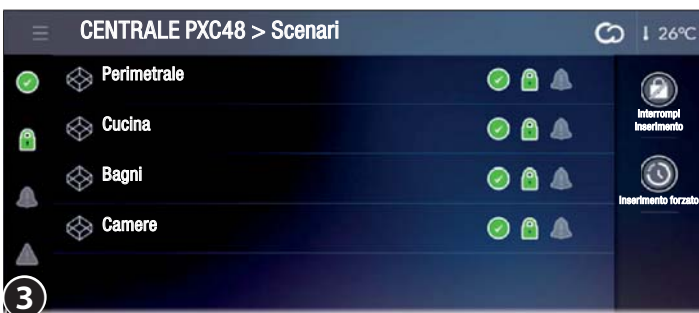 CENTRALE PXC48 > Scenari
26°C
Perimetrale
Cucina
Bagni
Camere
Interrompi
Inserimento
Inserimento forzato
3